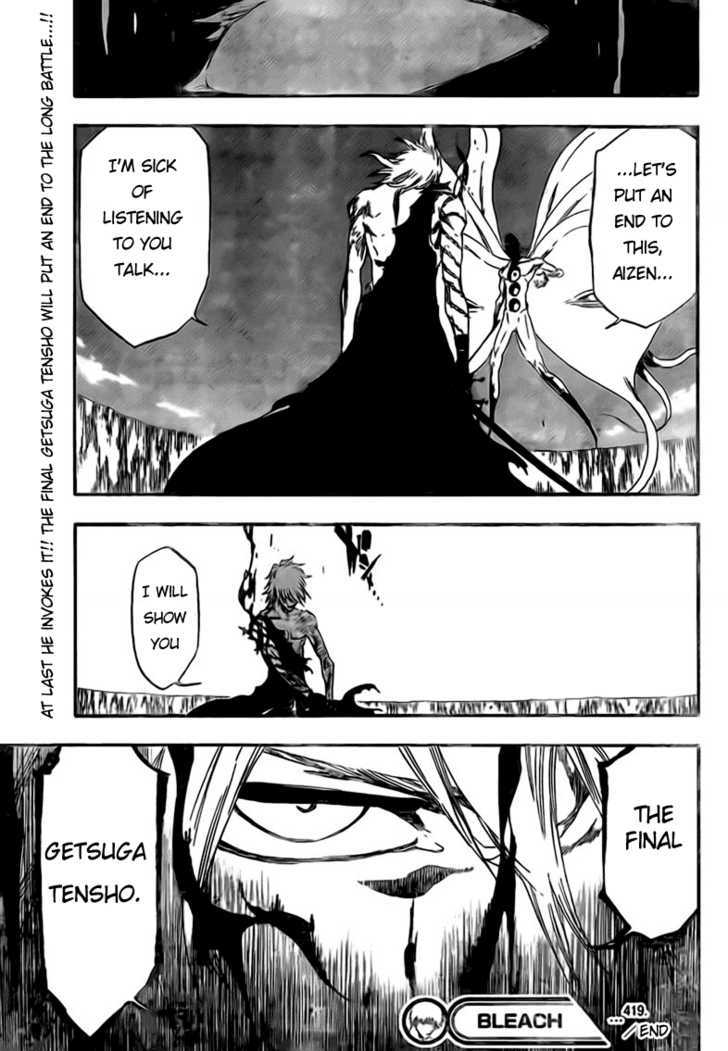 AT LAST HE INVOKES IT!! THE FINAL GETSUGA TENSHO WILL PUT AN END TO THE LONG BATTLE...!!
...LET'S
PUT AN
END TO
THIS,
AIZEN...
I'M SICK
OF
LISTENING
TO YOU
TALK...
I WILL
SHOW
YOU
THE
FINAL
GETSUGA
TENSHO.
BLEACH
...419.
/END